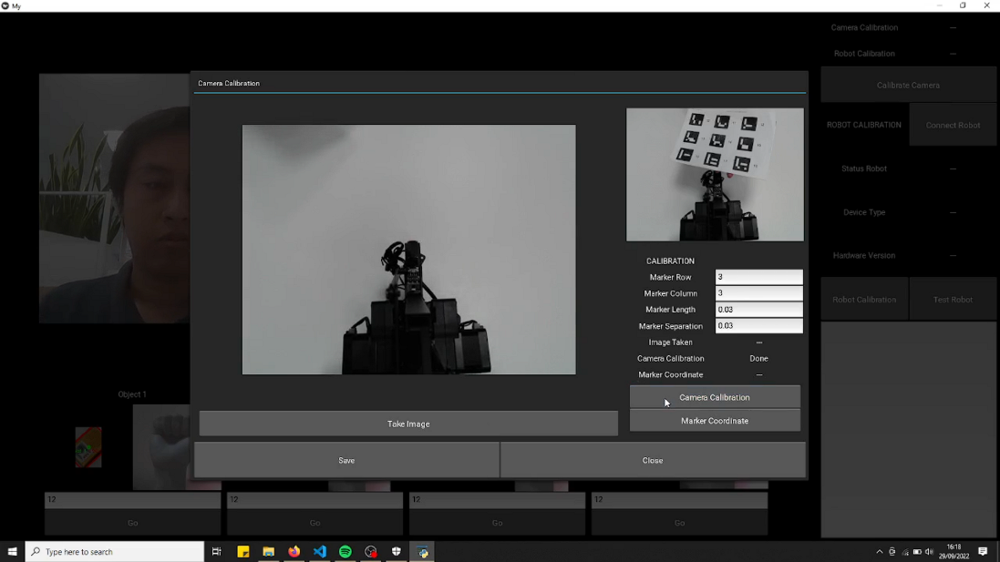 My
Camera Calibration —
Robot Calibration —
Calibrate Camera
ROBOT CALIBRATION Connect Robot
Status Robot —
Device Type —
Hardware Version —
Robot Calibration Test Robot
Camera Calibration
CALIBRATION
Marker Row 3
Marker Column 3
Marker Length 0.03
Marker Separation 0.03
Image Taken —
Camera Calibration Done
Marker Coordinate —
Camera Calibration
Marker Coordinate
Take Image
Save Close
Object 1
12 12 12 12
Go Go Go Go
Type here to search
16:18
29/09/2022